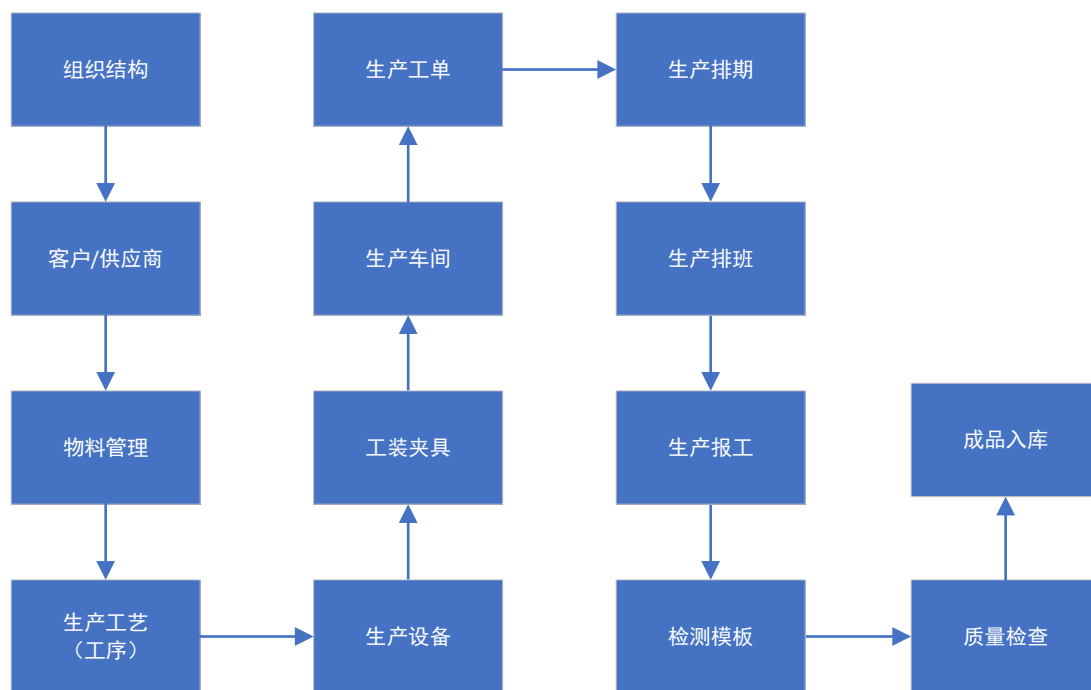 组织结构
客户/供应商
物料管理
生产工艺
（工序）
生产设备
工装夹具
生产车间
生产工单
生产排期
生产排班
生产报工
检测模板
质量检查
成品入库